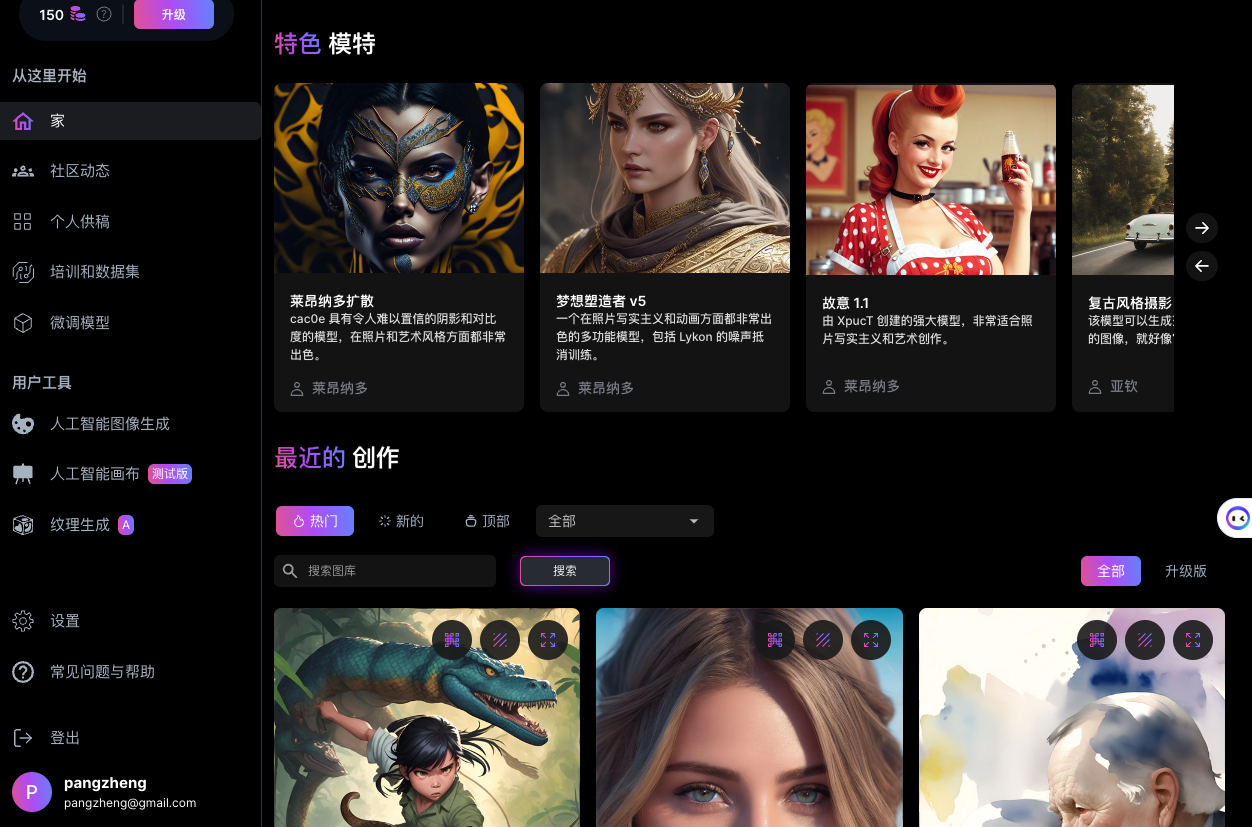 150
升级
从这里开始
家
社区动态
个人供稿
培训和数据集
微调模型
用户工具
人工智能图像生成
人工智能画布 测试版
纹理生成 A
设置
常见问题与帮助
登出
P
pangzheng
pangzheng@gmail.com
特色 模特
莱昂纳多扩散
cac0e 具有令人难以置信的阴影和对比
度的模型，在照片和艺术风格方面都非常
出色。
莱昂纳多
梦想塑造者 v5
一个在照片写实主义和动画方面都非常出
色的多功能模型，包括 Lykon 的噪声抵
消训练。
莱昂纳多
故意 1.1
由 XpucT 创建的强大模型，非常适合照
片写实主义和艺术创作。
莱昂纳多
复古风格摄影
该模型可以生成
的图像，就好像
亚钦
最近的 创作
热门
新的
顶部
全部
搜索图库
搜索
全部
升级版